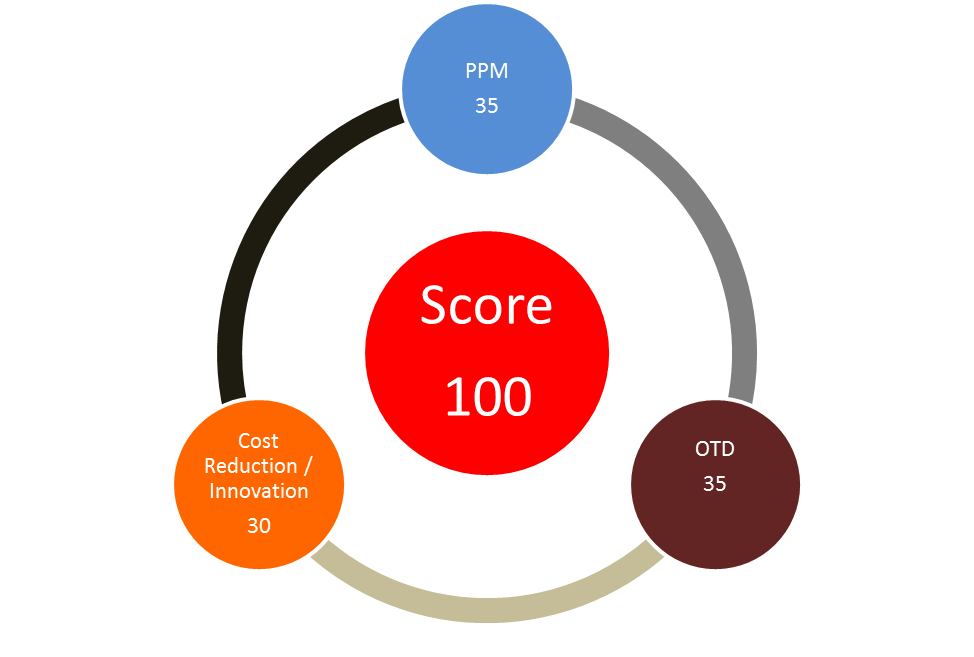 PPM
35
Score
100
Cost
Reduction /
Innovation
30
OTD
35